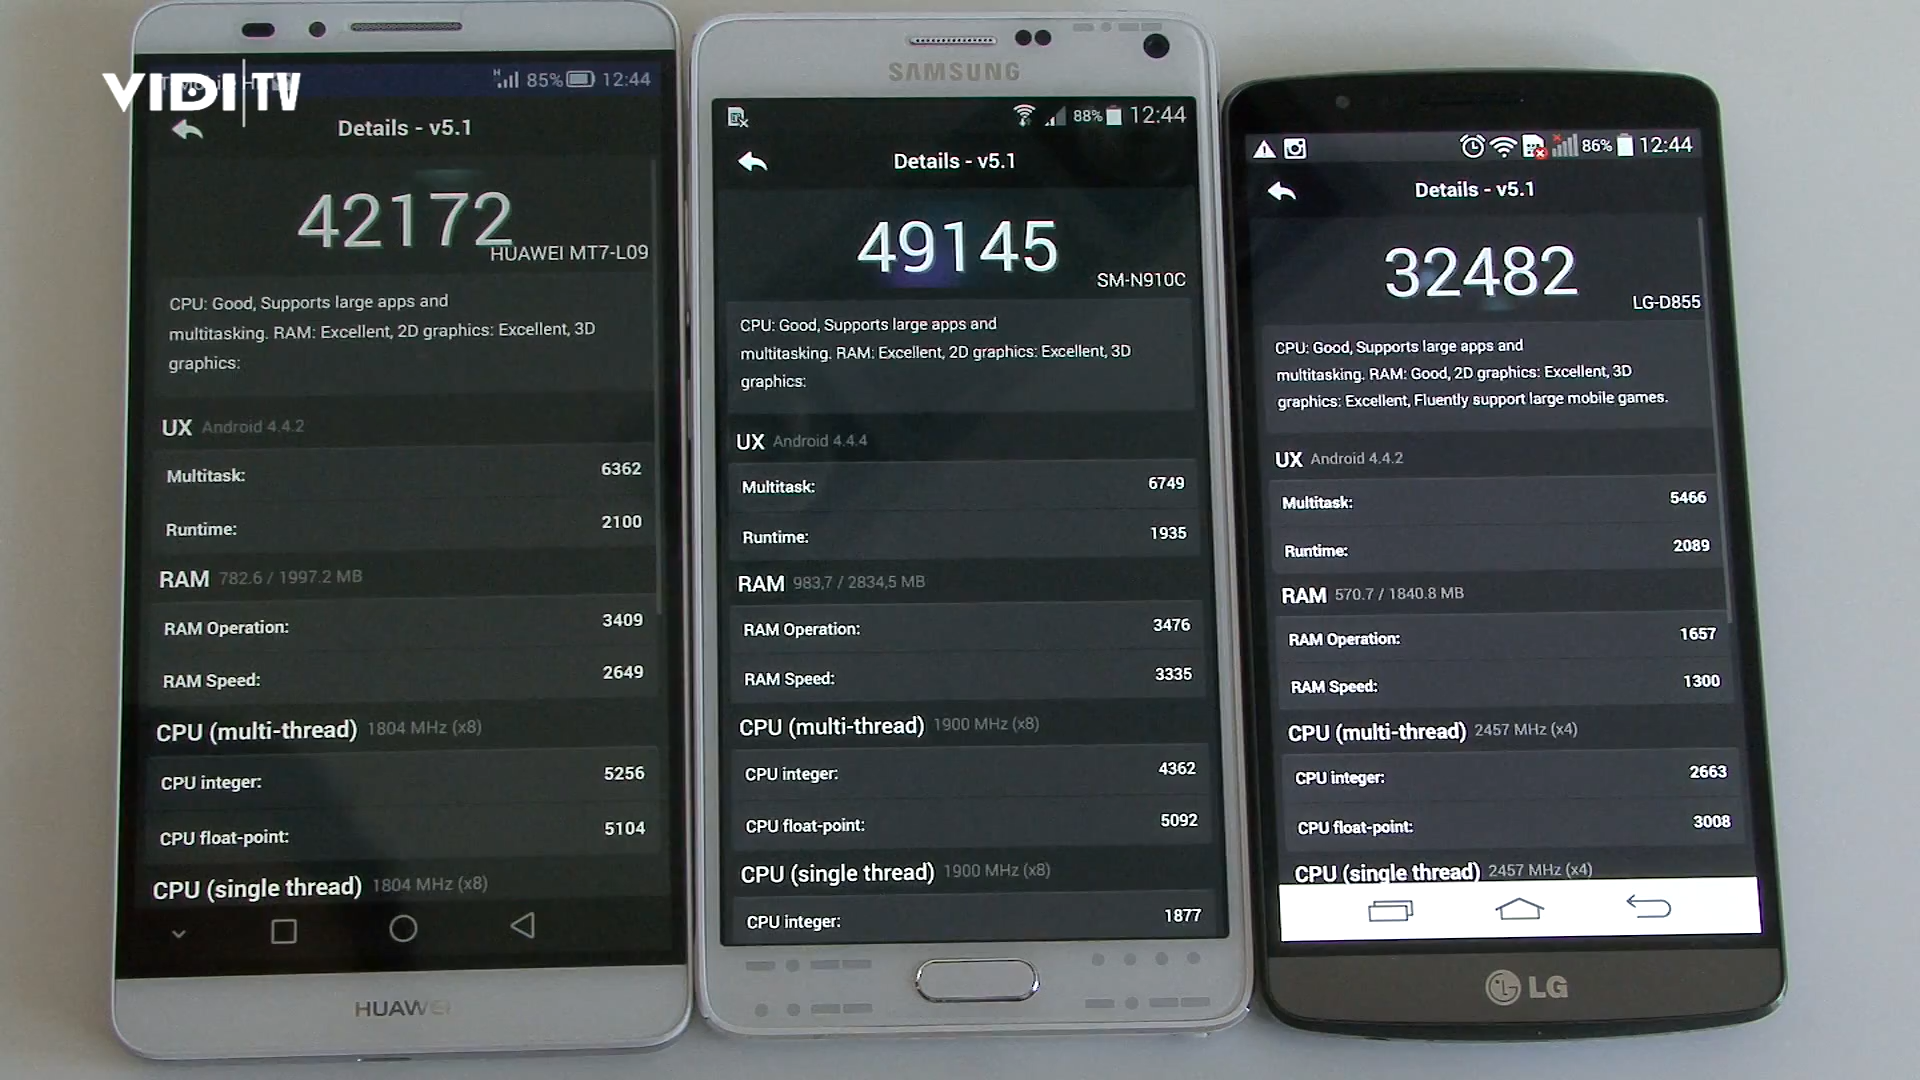 VIDI TV
85% 12:44
Details - v5.1
42172
HUAWEI MT7-L09
CPU: Good, Supports large apps and
multitasking. RAM: Excellent, 2D graphics: Excellent, 3D
graphics:
UX Android 4.4.2
Multitask: 6362
Runtime: 2100
RAM 782.6 / 1997.2 MB
RAM Operation: 3409
RAM Speed: 2649
CPU (multi-thread) 1804 MHz (x8)
CPU integer: 5256
CPU float-point: 5104
CPU (single thread) 1804 MHz (x8)
HUAWEI
SAMSUNG
88% 12:44
Details - v5.1
49145
SM-N910C
CPU: Good, Supports large apps and
multitasking. RAM: Excellent, 2D graphics: Excellent, 3D
graphics:
UX Android 4.4.4
Multitask: 6749
Runtime: 1935
RAM 983,7 / 2834,5 MB
RAM Operation: 3476
RAM Speed: 3335
CPU (multi-thread) 1900 MHz (x8)
CPU integer: 4362
CPU float-point: 5092
CPU (single thread) 1900 MHz (x8)
CPU integer: 1877
86% 12:44
Details - v5.1
32482
LG-D855
CPU: Good, Supports large apps and
multitasking. RAM: Good, 2D graphics: Excellent, 3D
graphics: Excellent, Fluently support large mobile games.
UX Android 4.4.2
Multitask: 5466
Runtime: 2089
RAM 570.7 / 1840.8 MB
RAM Operation: 1657
RAM Speed: 1300
CPU (multi-thread) 2457 MHz (x4)
CPU integer: 2663
CPU float-point: 3008
CPU (single thread) 2457 MHz (x4)
LG